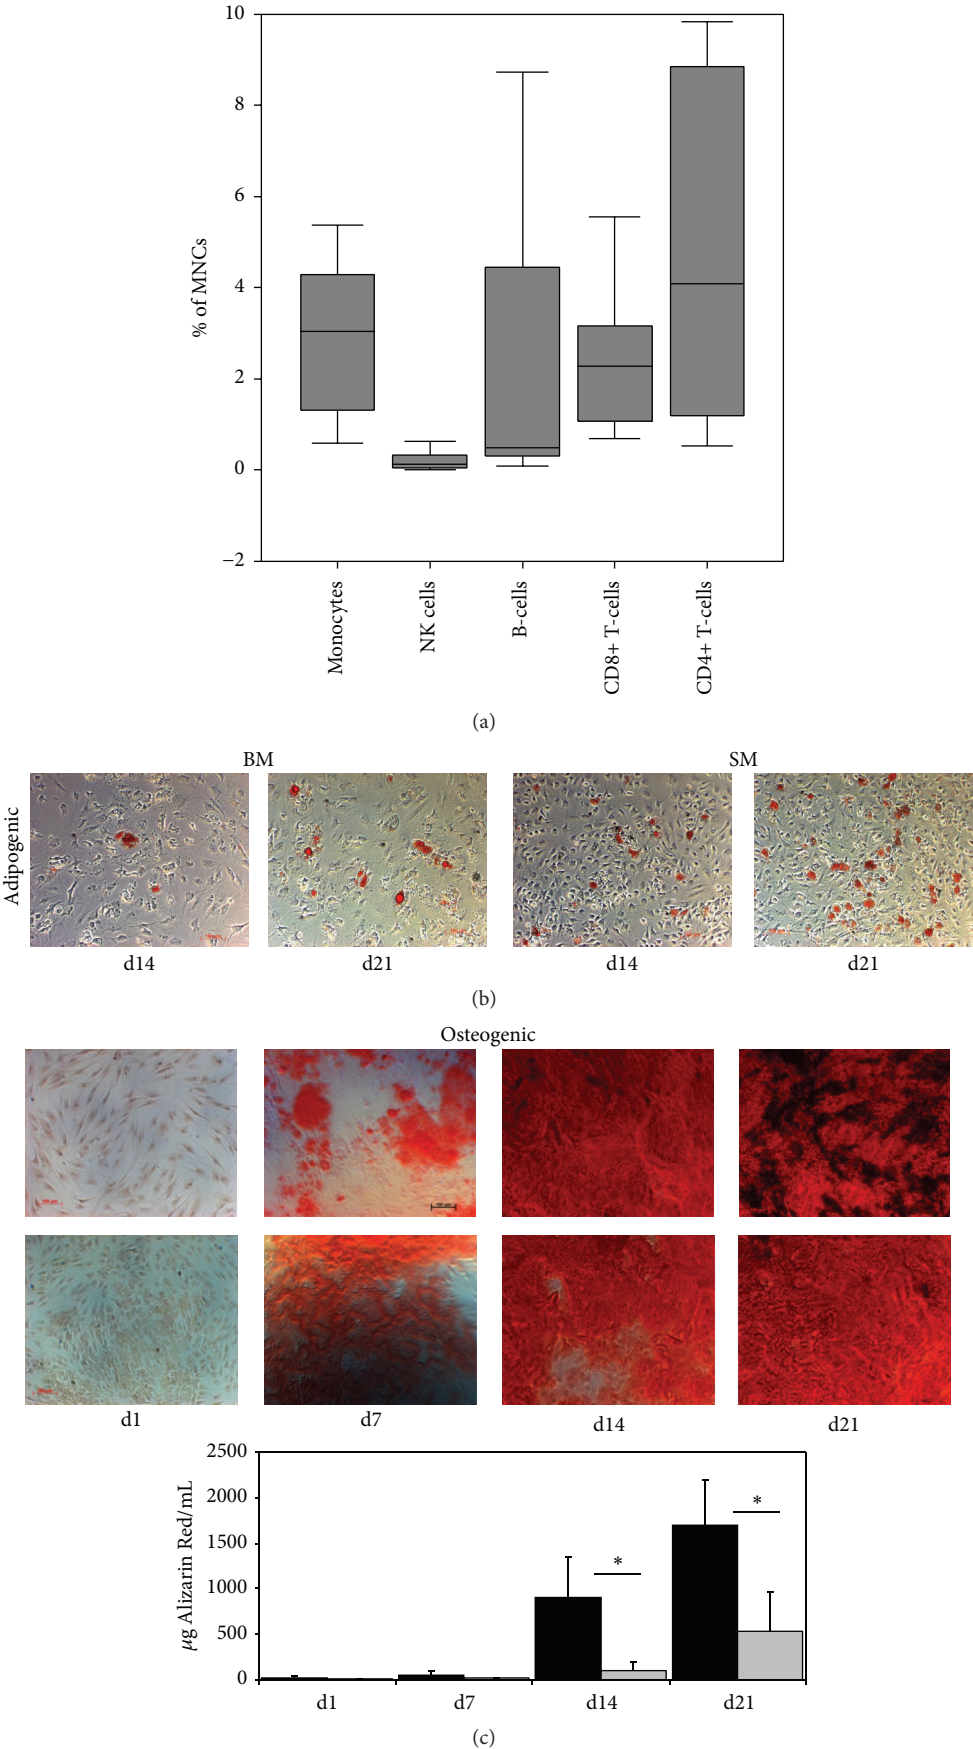 10
8
6
4
2
0
−2
% of MNCs
Monocytes
NK cells
B-cells
CD8+ T-cells
CD4+ T-cells
(a)
BM
SM
Adipogenic
d14
d21
d14
d21
(b)
Osteogenic
100 µm
d1
d7
d14
d21
2500
2000
1500
1000
500
0
µg Alizarin Red/mL
*
*
d1
d7
d14
d21
(c)